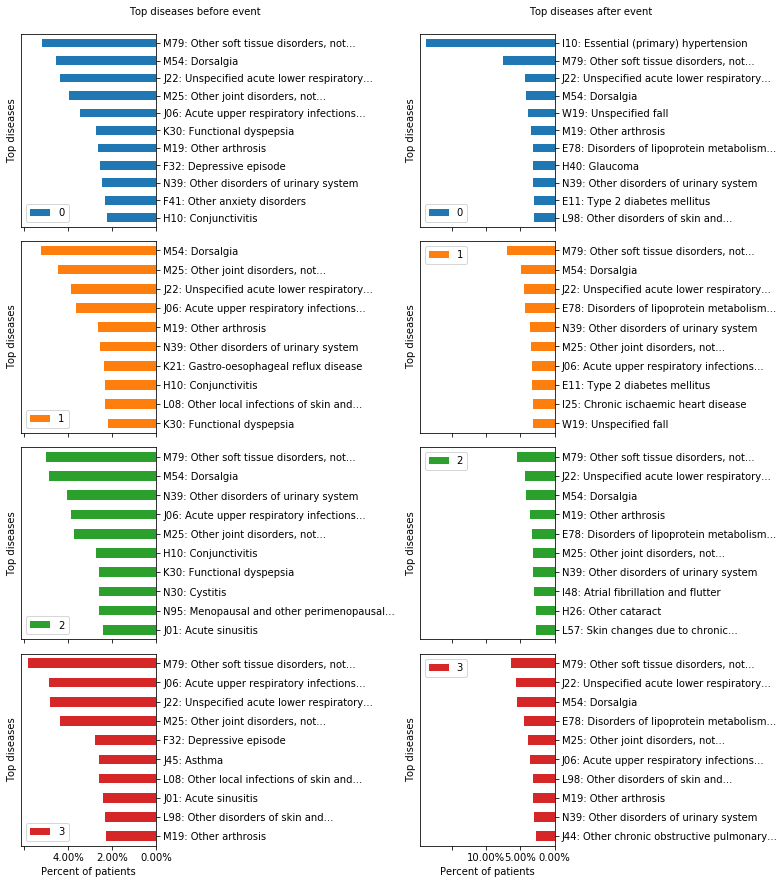 Top diseases before event
Top diseases
M79: Other soft tissue disorders, not...
M54: Dorsalgia
J22: Unspecified acute lower respiratory...
M25: Other joint disorders, not...
J06: Acute upper respiratory infections...
K30: Functional dyspepsia
M19: Other arthrosis
F32: Depressive episode
N39: Other disorders of urinary system
F41: Other anxiety disorders
H10: Conjunctivitis
0
Top diseases
M54: Dorsalgia
M25: Other joint disorders, not...
J22: Unspecified acute lower respiratory...
J06: Acute upper respiratory infections...
M19: Other arthrosis
N39: Other disorders of urinary system
K21: Gastro-oesophageal reflux disease
H10: Conjunctivitis
L08: Other local infections of skin and...
K30: Functional dyspepsia
1
Top diseases
M79: Other soft tissue disorders, not...
M54: Dorsalgia
N39: Other disorders of urinary system
J06: Acute upper respiratory infections...
M25: Other joint disorders, not...
H10: Conjunctivitis
K30: Functional dyspepsia
N30: Cystitis
N95: Menopausal and other perimenopausal...
J01: Acute sinusitis
2
Top diseases
M79: Other soft tissue disorders, not...
J06: Acute upper respiratory infections...
J22: Unspecified acute lower respiratory...
M25: Other joint disorders, not...
F32: Depressive episode
J45: Asthma
L08: Other local infections of skin and...
J01: Acute sinusitis
L98: Other disorders of skin and...
M19: Other arthrosis
3
4.00% 2.00% 0.00%
Percent of patients
Top diseases after event
Top diseases
I10: Essential (primary) hypertension
M79: Other soft tissue disorders, not...
J22: Unspecified acute lower respiratory...
M54: Dorsalgia
W19: Unspecified fall
M19: Other arthrosis
E78: Disorders of lipoprotein metabolism...
H40: Glaucoma
N39: Other disorders of urinary system
E11: Type 2 diabetes mellitus
L98: Other disorders of skin and...
0
Top diseases
M79: Other soft tissue disorders, not...
M54: Dorsalgia
J22: Unspecified acute lower respiratory...
E78: Disorders of lipoprotein metabolism...
N39: Other disorders of urinary system
M25: Other joint disorders, not...
J06: Acute upper respiratory infections...
E11: Type 2 diabetes mellitus
I25: Chronic ischaemic heart disease
W19: Unspecified fall
1
Top diseases
M79: Other soft tissue disorders, not...
J22: Unspecified acute lower respiratory...
M54: Dorsalgia
M19: Other arthrosis
E78: Disorders of lipoprotein metabolism...
M25: Other joint disorders, not...
N39: Other disorders of urinary system
I48: Atrial fibrillation and flutter
H26: Other cataract
L57: Skin changes due to chronic...
2
Top diseases
M79: Other soft tissue disorders, not...
J22: Unspecified acute lower respiratory...
M54: Dorsalgia
E78: Disorders of lipoprotein metabolism...
M25: Other joint disorders, not...
J06: Acute upper respiratory infections...
L98: Other disorders of skin and...
M19: Other arthrosis
N39: Other disorders of urinary system
J44: Other chronic obstructive pulmonary...
3
10.00% 5.00% 0.00%
Percent of patients